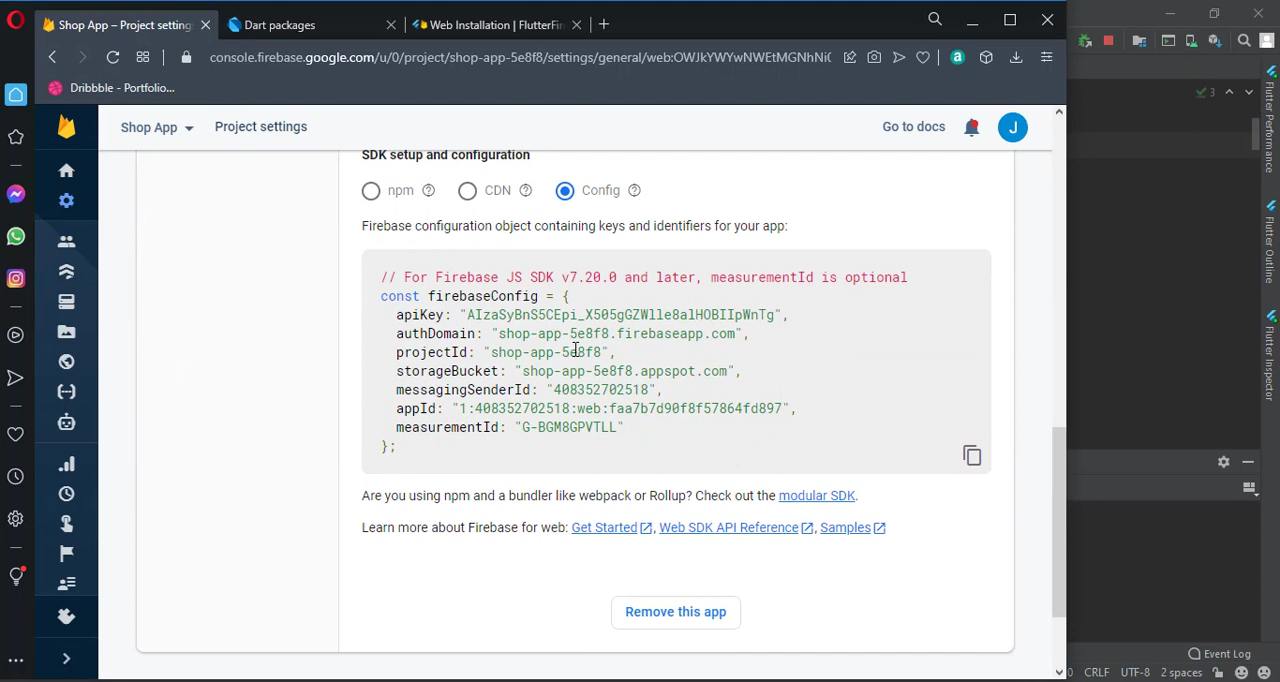 Shop App – Project setting
Dart packages
Web Installation | FlutterFir
console.firebase.google.com/u/0/project/shop-app-5e8f8/settings/general/web:OWJkYWYwNWEtMGNhNi
Dribbble - Portfolio...
Shop App
Project settings
Go to docs
J
SDK setup and configuration
npm
CDN
Config
Firebase configuration object containing keys and identifiers for your app:
// For Firebase JS SDK v7.20.0 and later, measurementId is optional
const firebaseConfig = {
apiKey: "AIzaSyBnS5CEpi_X505gGZWlle8alHOBIIpWnTg",
authDomain: "shop-app-5e8f8.firebaseapp.com",
projectId: "shop-app-5e8f8",
storageBucket: "shop-app-5e8f8.appspot.com",
messagingSenderId: "408352702518",
appId: "1:408352702518:web:faa7b7d90f8f57864fd897",
measurementId: "G-BGM8GPVTLL"
};
Are you using npm and a bundler like webpack or Rollup? Check out the modular SDK.
Learn more about Firebase for web: Get Started, Web SDK API Reference, Samples
Remove this app
3
Flutter Performance
Flutter Outline
Flutter Inspector
Event Log
0 CRLF UTF-8 2 spaces